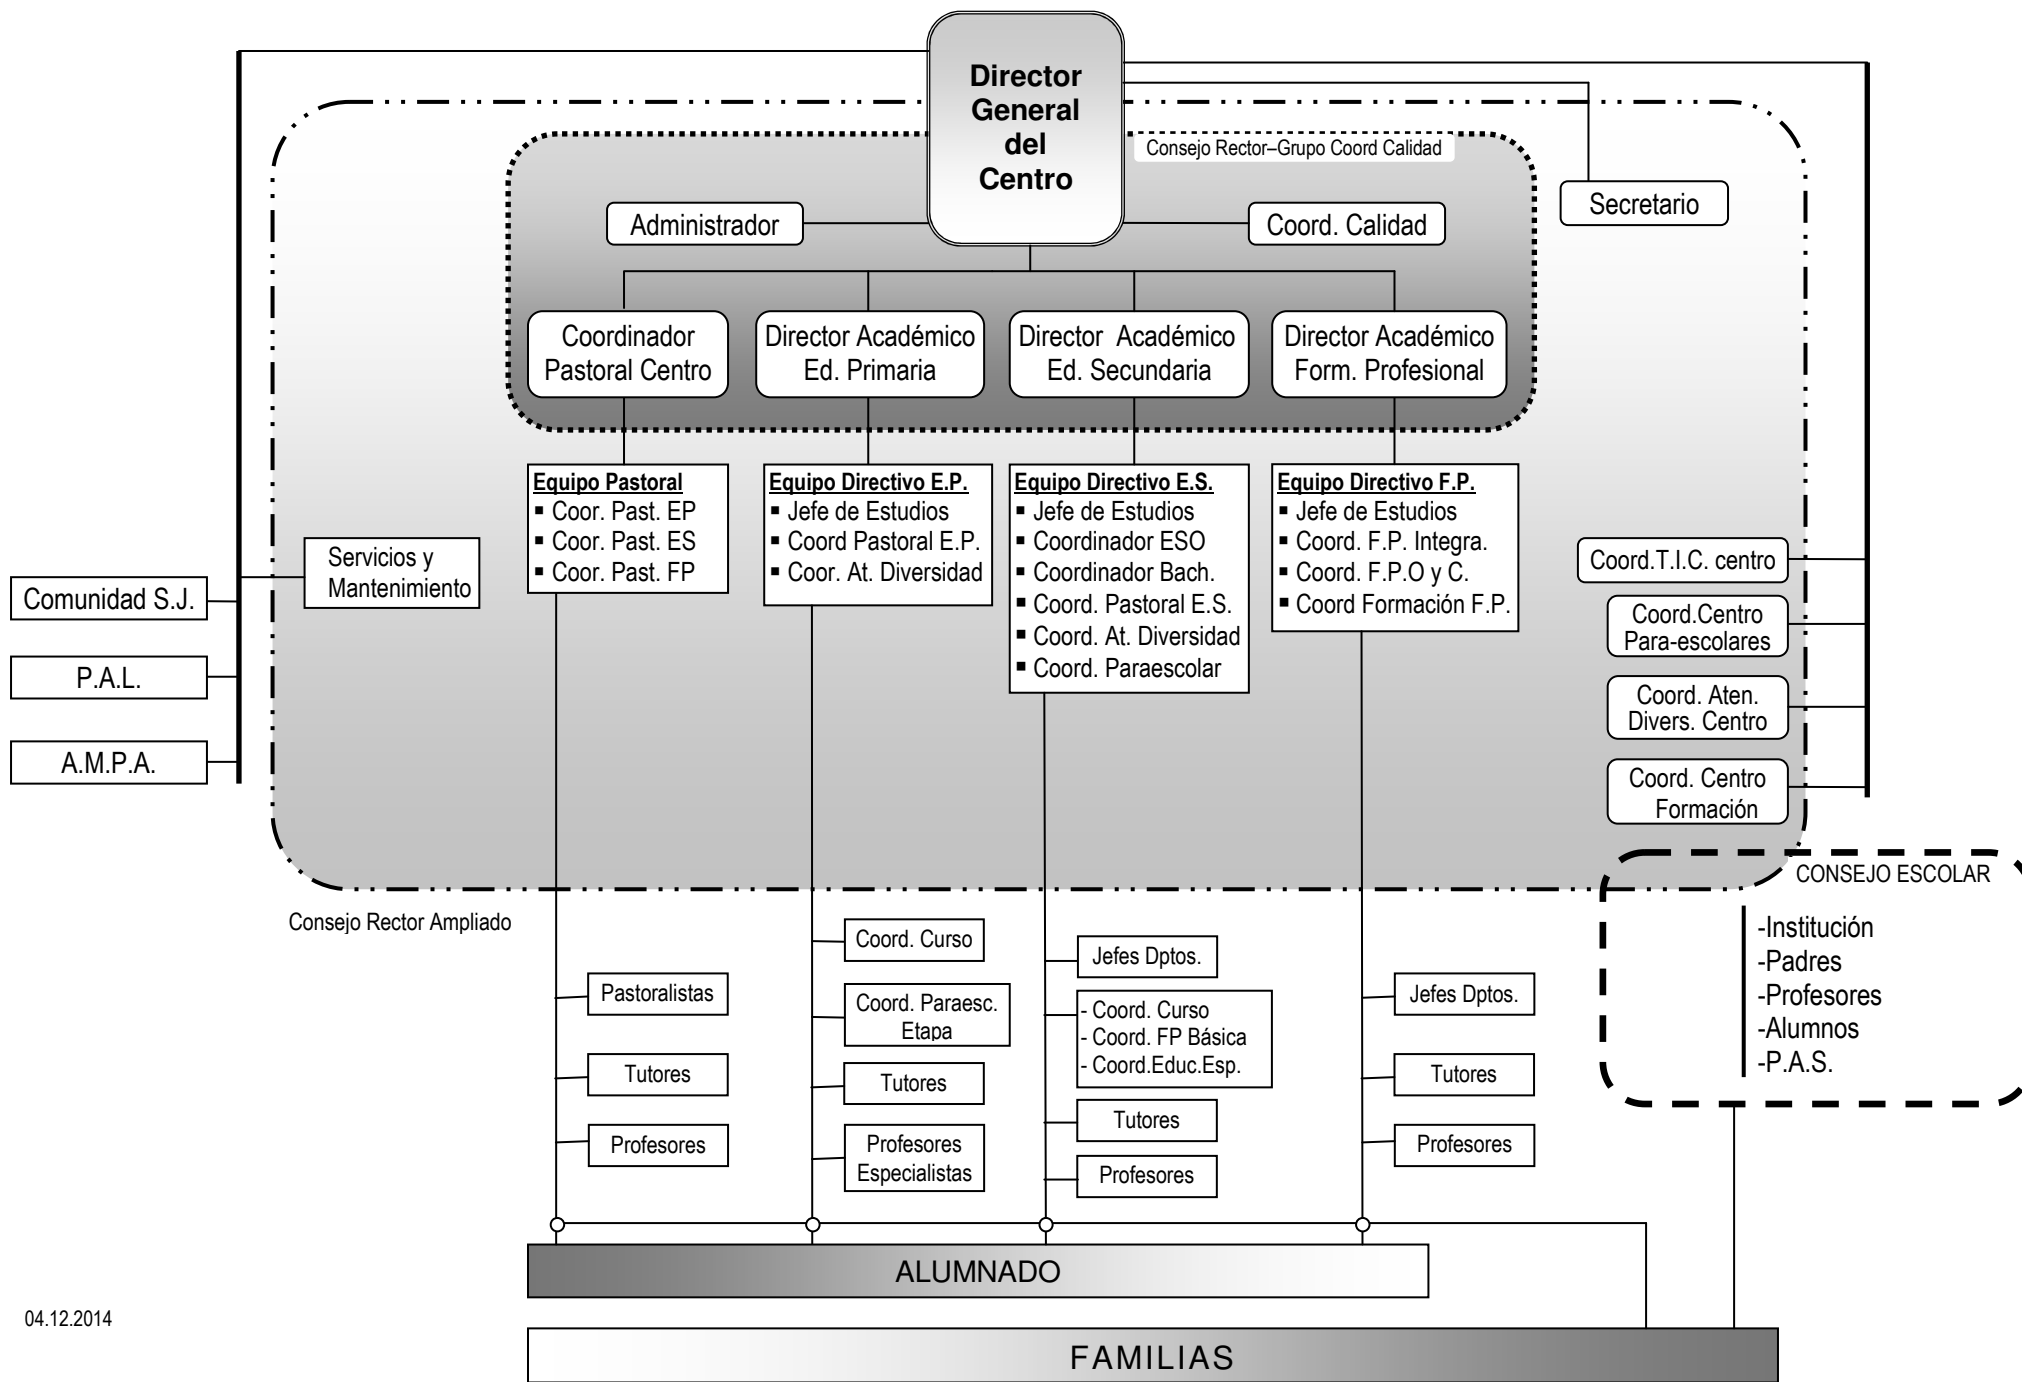 Director
General
del
Centro
Consejo Rector–Grupo Coord Calidad
Secretario
Administrador
Coord. Calidad
Coordinador
Pastoral Centro
Director Académico
Ed. Primaria
Director Académico
Ed. Secundaria
Director Académico
Form. Profesional
Equipo Pastoral
▪ Coor. Past. EP
▪ Coor. Past. ES
▪ Coor. Past. FP
Equipo Directivo E.P.
▪ Jefe de Estudios
▪ Coord Pastoral E.P.
▪ Coor. At. Diversidad
Equipo Directivo E.S.
▪ Jefe de Estudios
▪ Coordinador ESO
▪ Coordinador Bach.
▪ Coord. Pastoral E.S.
▪ Coord. At. Diversidad
▪ Coord. Paraescolar
Equipo Directivo F.P.
▪ Jefe de Estudios
▪ Coord. F.P. Integra.
▪ Coord. F.P.O y C.
▪ Coord Formación F.P.
Servicios y
Mantenimiento
Comunidad S.J.
P.A.L.
A.M.P.A.
Coord.T.I.C. centro
Coord.Centro
Para-escolares
Coord. Aten.
Divers. Centro
Coord. Centro
Formación
CONSEJO ESCOLAR
-Institución
-Padres
-Profesores
-Alumnos
-P.A.S.
Consejo Rector Ampliado
Pastoralistas
Tutores
Profesores
Coord. Curso
Coord. Paraesc.
Etapa
Tutores
Profesores
Especialistas
Jefes Dptos.
- Coord. Curso
- Coord. FP Básica
- Coord.Educ.Esp.
Tutores
Profesores
Jefes Dptos.
Tutores
Profesores
ALUMNADO
04.12.2014
FAMILIAS